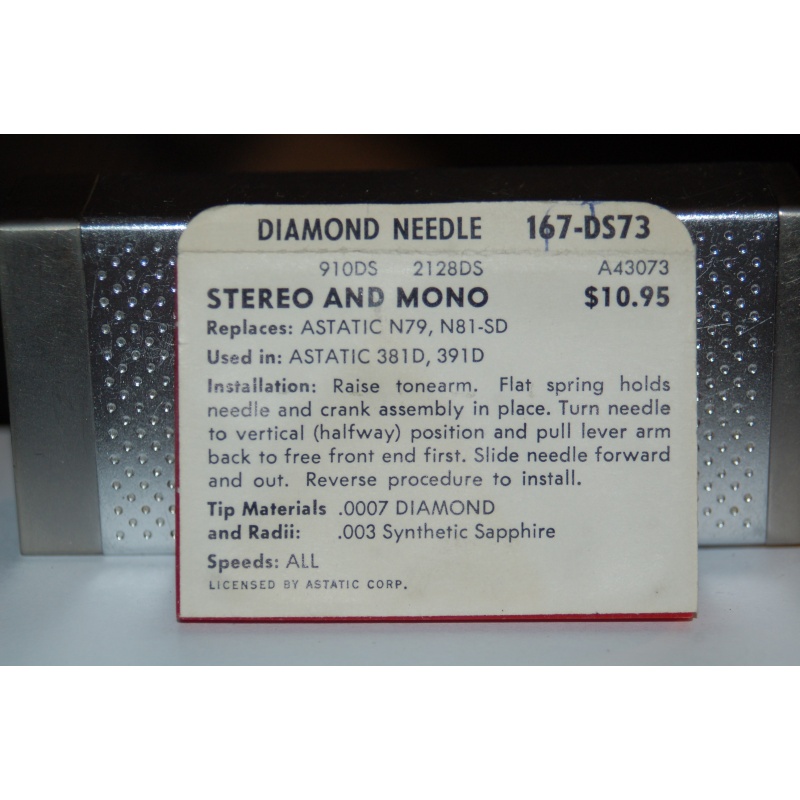 DIAMOND NEEDLE 167-DS73
910DS 2128DS A43073
STEREO AND MONO $10.95
Replaces: ASTATIC N79, N81-SD
Used in: ASTATIC 381D, 391D
Installation: Raise tonearm. Flat spring holds
needle and crank assembly in place. Turn needle
to vertical (halfway) position and pull lever arm
back to free front end first. Slide needle forward
and out. Reverse procedure to install.
Tip Materials .0007 DIAMOND
and Radii: .003 Synthetic Sapphire
Speeds: ALL
LICENSED BY ASTATIC CORP.